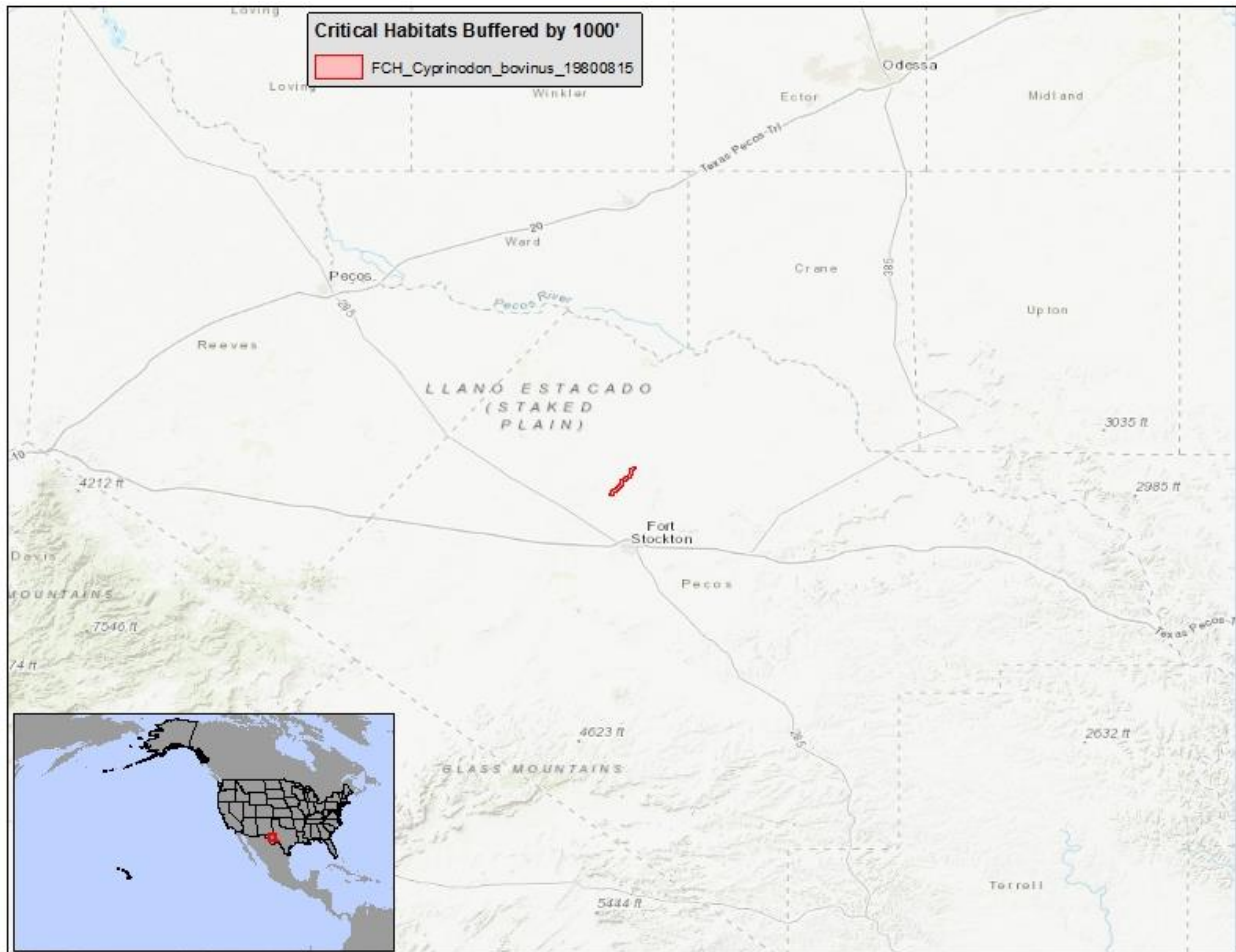 Loving
Critical Habitats Buffered by 1000'
FCH_Cyprinodon_bovinus_19800815
Odessa
Loving
Winkler
Ector
Midland
Texas Pecos-Trl
20
Ward
Pecos
Crane
385
Pecos River
285
Upton
Reeves
LLANO ESTACADO
(STAKED
PLAIN)
3035 ft
10
4212 ft
2985 ft
Fort
Stockton
Davis
Pecos
MOUNTAINS
7546 ft
Texas Pecos-T
74 ft
4623 ft
285
2632 ft
GLASS MOUNTAINS
Terrell
5444 ft